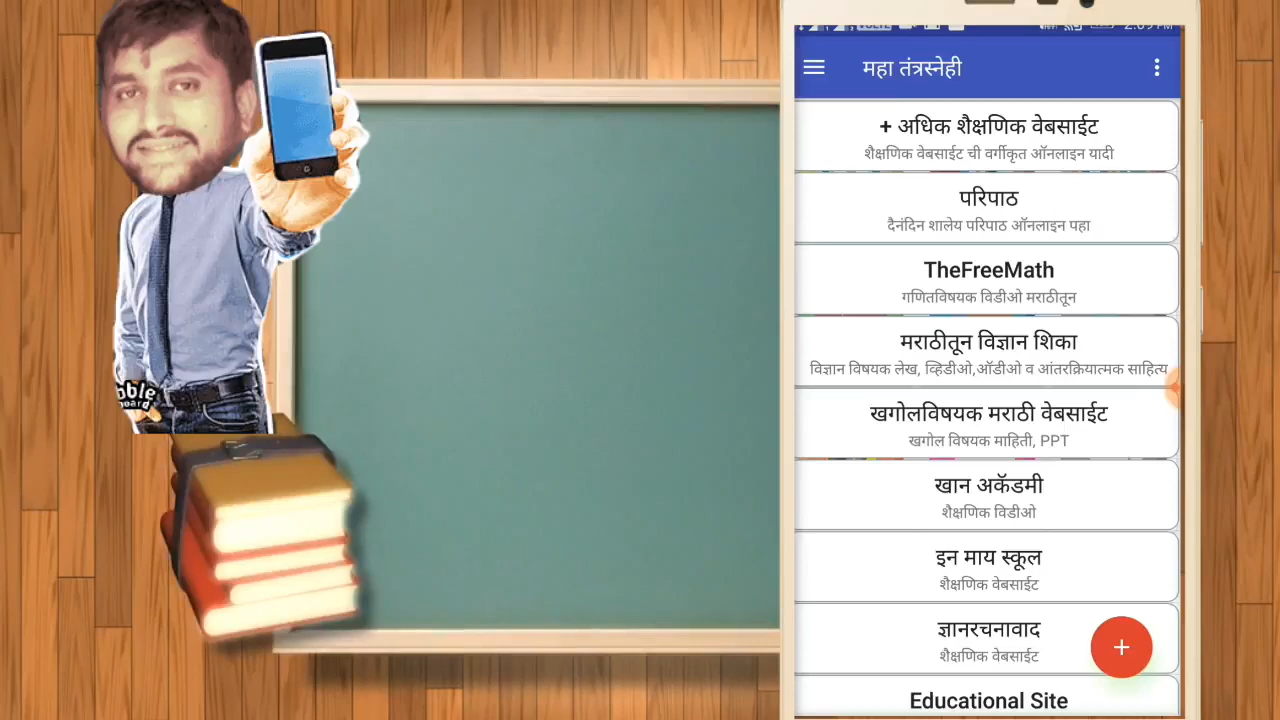 महा तंत्रस्नेही
+ अधिक शैक्षणिक वेबसाईट
शैक्षणिक वेबसाईट ची वर्गीकृत ऑनलाइन यादी
परिपाठ
दैनंदिन शालेय परिपाठ ऑनलाइन पहा
TheFreeMath
गणितविषयक विडीओ मराठीतून
मराठीतून विज्ञान शिका
विज्ञान विषयक लेख, व्हिडीओ,ऑडीओ व आंतरक्रियात्मक साहित्य
खगोलविषयक मराठी वेबसाईट
खगोल विषयक माहिती, PPT
खान अकॅडमी
शैक्षणिक विडीओ
इन माय स्कूल
शैक्षणिक वेबसाईट
ज्ञानरचनावाद
शैक्षणिक वेबसाईट
+
Educational Site